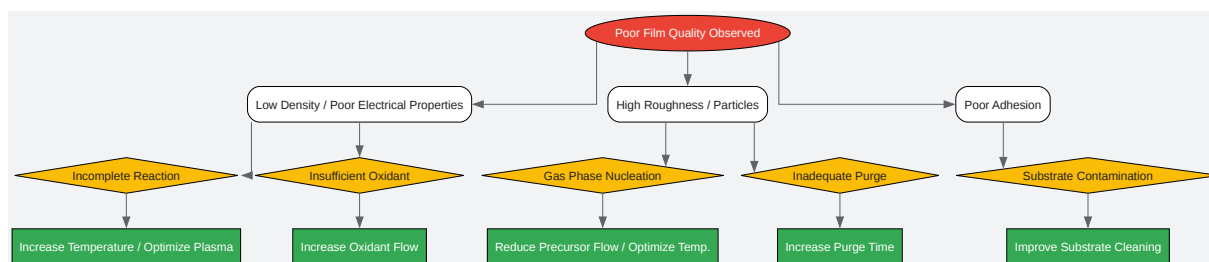 Poor Film Quality Observed
Low Density / Poor Electrical Properties
High Roughness / Particles
Poor Adhesion
Incomplete Reaction
Insufficient Oxidant
Gas Phase Nucleation
Inadequate Purge
Substrate Contamination
Increase Temperature / Optimize Plasma
Increase Oxidant Flow
Reduce Precursor Flow / Optimize Temp.
Increase Purge Time
Improve Substrate Cleaning